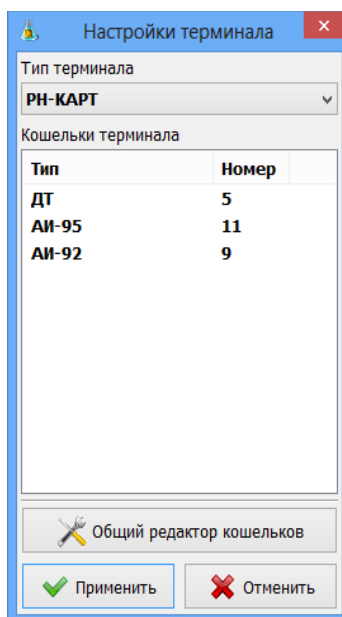 Настройки терминала
Тип терминала
РН-КАРТ
Кошельки терминала
Тип Номер
ДТ 5
АИ-95 11
АИ-92 9
Общий редактор кошельков
Применить Отменить